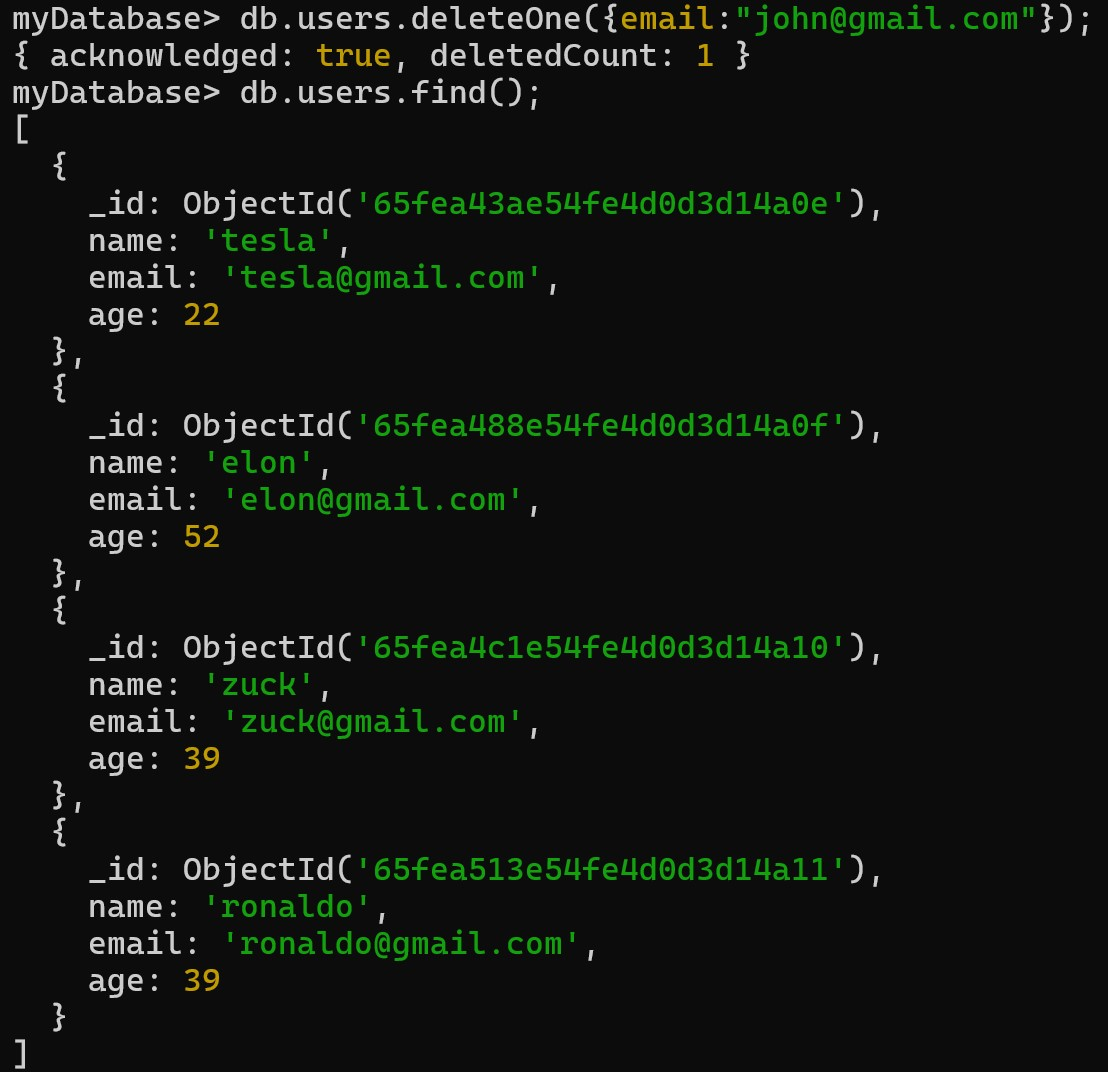 myDatabase> db.users.deleteOne({email:"john@gmail.com"});
{ acknowledged: true, deletedCount: 1 }
myDatabase> db.users.find();
[
  {
    _id: ObjectId('65fea43ae54fe4d0d3d14a0e'),
    name: 'tesla',
    email: 'tesla@gmail.com',
    age: 22
  },
  {
    _id: ObjectId('65fea488e54fe4d0d3d14a0f'),
    name: 'elon',
    email: 'elon@gmail.com',
    age: 52
  },
  {
    _id: ObjectId('65fea4c1e54fe4d0d3d14a10'),
    name: 'zuck',
    email: 'zuck@gmail.com',
    age: 39
  },
  {
    _id: ObjectId('65fea513e54fe4d0d3d14a11'),
    name: 'ronaldo',
    email: 'ronaldo@gmail.com',
    age: 39
  }
]